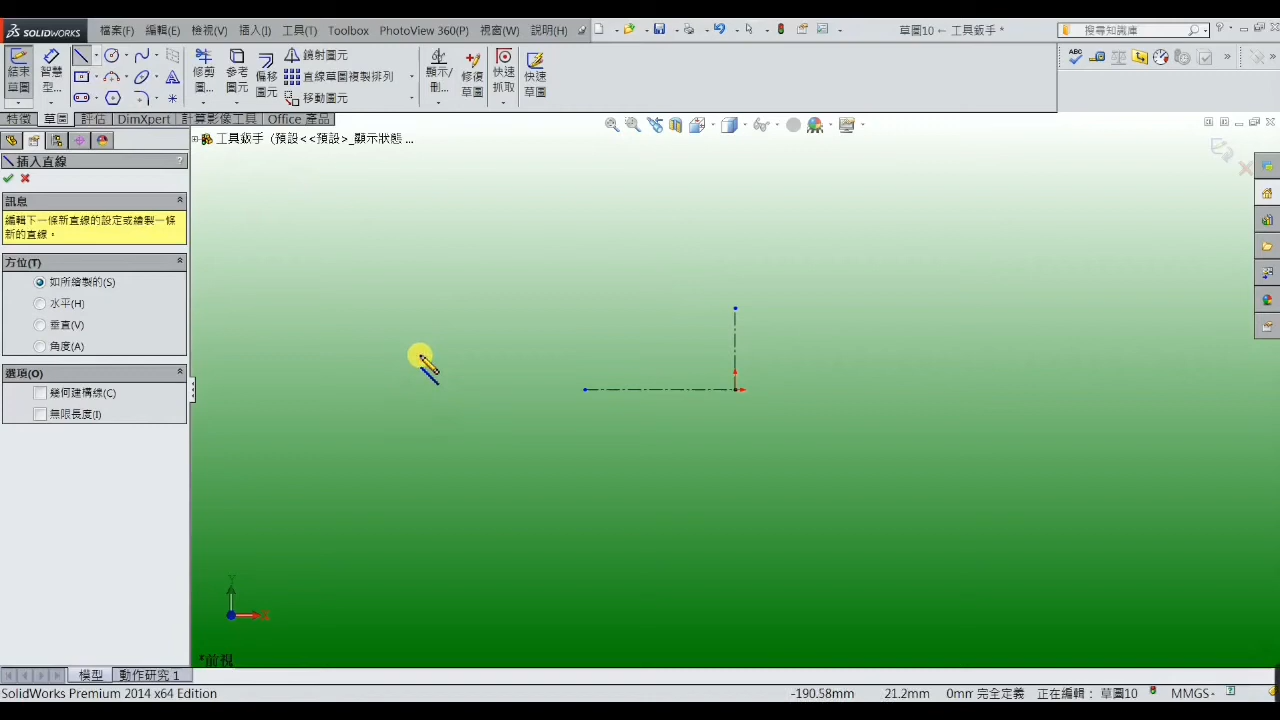 SOLIDWORKS 檔案(F) 編輯(E) 檢視(V) 插入(I) 工具(T) Toolbox PhotoView 360(P) 視窗(W) 說明(H) 草圖10 ← 工具鈑手 * 搜尋知識庫
結束草圖 智慧型... 修剪圖... 參考圖元 偏移圖元 鏡射圖元 直線草圖複製排列 移動圖元 顯示/刪... 修復草圖 快速抓取 快速草圖
特徵 草圖 評估 DimXpert 計算影像工具 Office 產品
工具鈑手 (預設<<預設>_顯示狀態 ...
插入直線 ?
訊息
編輯下一條新直線的設定或繪製一條
新的直線。
方位(T)
如所繪製的(S)
水平(H)
垂直(V)
角度(A)
選項(O)
幾何建構線(C)
無限長度(I)
Y
X
*前視
模型 動作研究 1
SolidWorks Premium 2014 x64 Edition -190.58mm 21.2mm 0mm 完全定義 正在編輯： 草圖10 MMGS